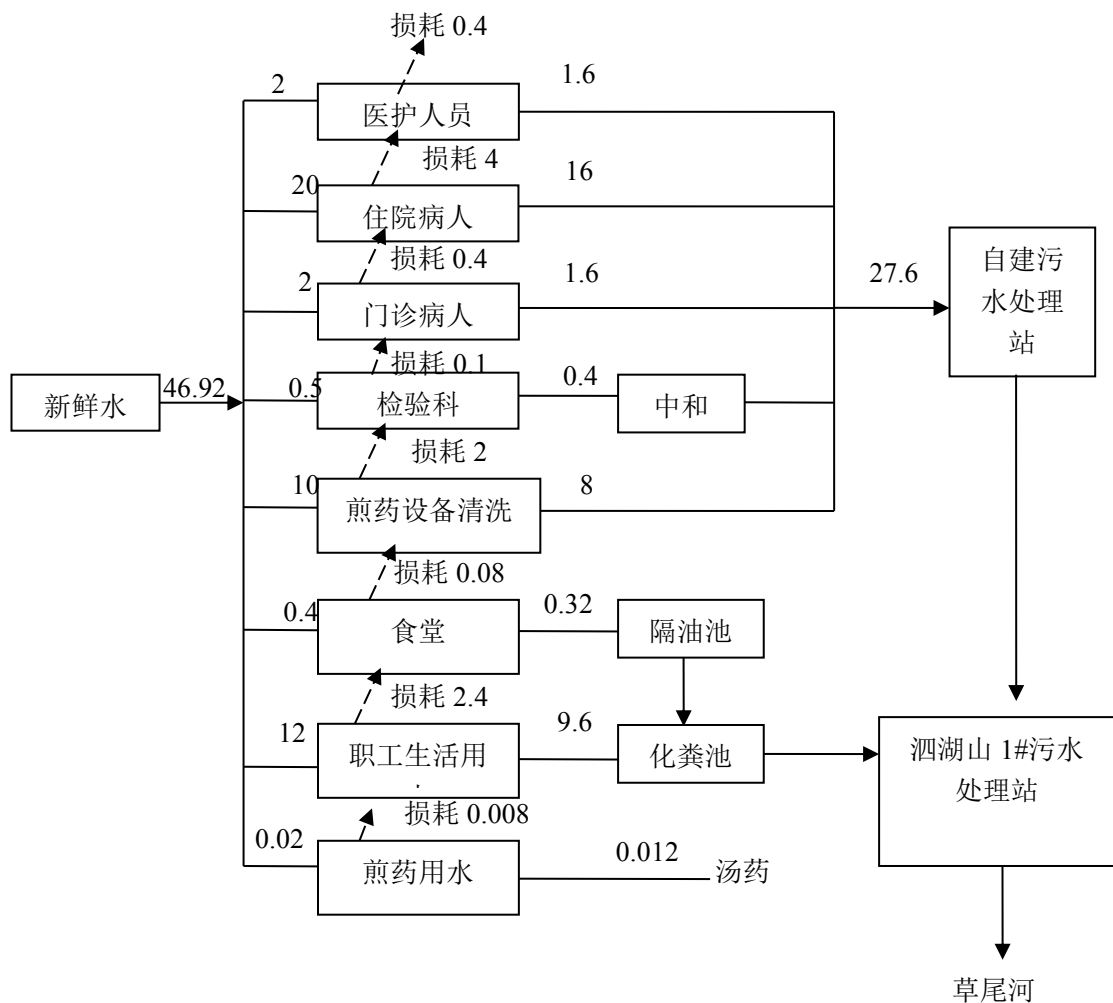 损耗 0.4
2
医护人员
1.6
损耗 4
20
住院病人
16
损耗 0.4
2
门诊病人
1.6
27.6
自建污
水处理
站
损耗 0.1
新鲜水
46.92
0.5
检验科
0.4
中和
损耗 2
10
煎药设备清洗
8
损耗 0.08
0.4
食堂
0.32
隔油池
损耗 2.4
12
职工生活用
9.6
化粪池
泗湖山 1#污水
处理站
损耗 0.008
0.02
煎药用水
0.012
汤药
草尾河